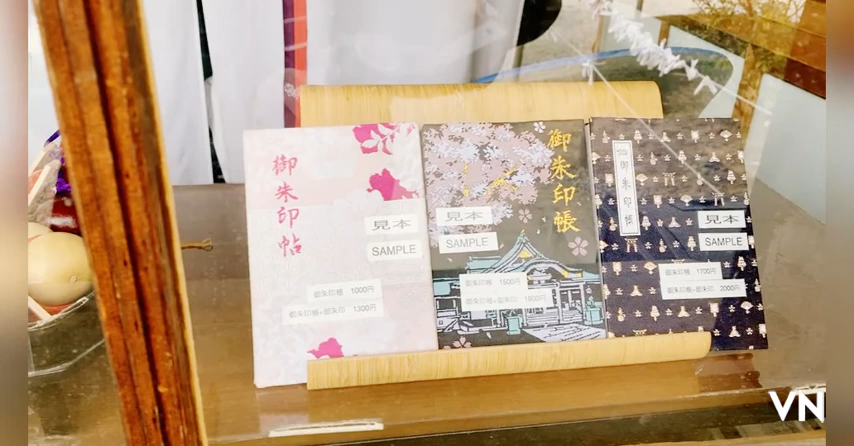 御朱印帖
見本
SAMPLE
御朱印帳 1000円
御朱印帳+御朱印 1300円
御朱印帳
見本
SAMPLE
御朱印帳 1500円
御朱印帳+御朱印 1800円
御朱印帳
見本
SAMPLE
御朱印帳 1700円
御朱印帳+御朱印 2000円
VN